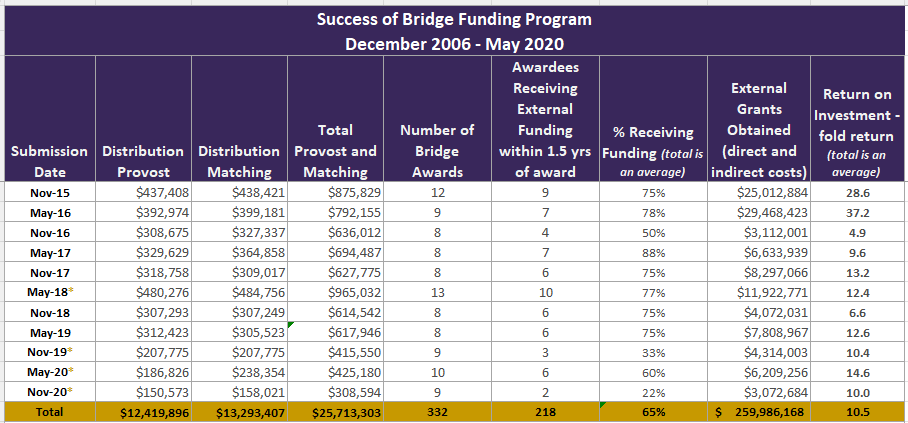 Success of Bridge Funding Program
December 2006 - May 2020
Submission Date | Distribution Provost | Distribution Matching | Total Provost and Matching | Number of Bridge Awards | Awardees Receiving External Funding within 1.5 yrs of award | % Receiving Funding (total is an average) | External Grants Obtained (direct and indirect costs) | Return on Investment - fold return (total is an average)
Nov-15 $437,408 $438,421 $875,829 12 9 75% $25,012,884 28.6
May-16 $392,974 $399,181 $792,155 9 7 78% $29,468,423 37.2
Nov-16 $308,675 $327,337 $636,012 8 4 50% $3,112,001 4.9
May-17 $329,629 $364,858 $694,487 8 7 88% $6,633,939 9.6
Nov-17 $318,758 $309,017 $627,775 8 6 75% $8,297,066 13.2
May-18* $480,276 $484,756 $965,032 13 10 77% $11,922,771 12.4
Nov-18 $307,293 $307,249 $614,542 8 6 75% $4,072,031 6.6
May-19 $312,423 $305,523 $617,946 8 6 75% $7,808,967 12.6
Nov-19* $207,775 $207,775 $415,550 9 3 33% $4,314,003 10.4
May-20* $186,826 $238,354 $425,180 10 6 60% $6,209,256 14.6
Nov-20* $150,573 $158,021 $308,594 9 2 22% $3,072,684 10.0
Total $12,419,896 $13,293,407 $25,713,303 332 218 65% $ 259,986,168 10.5